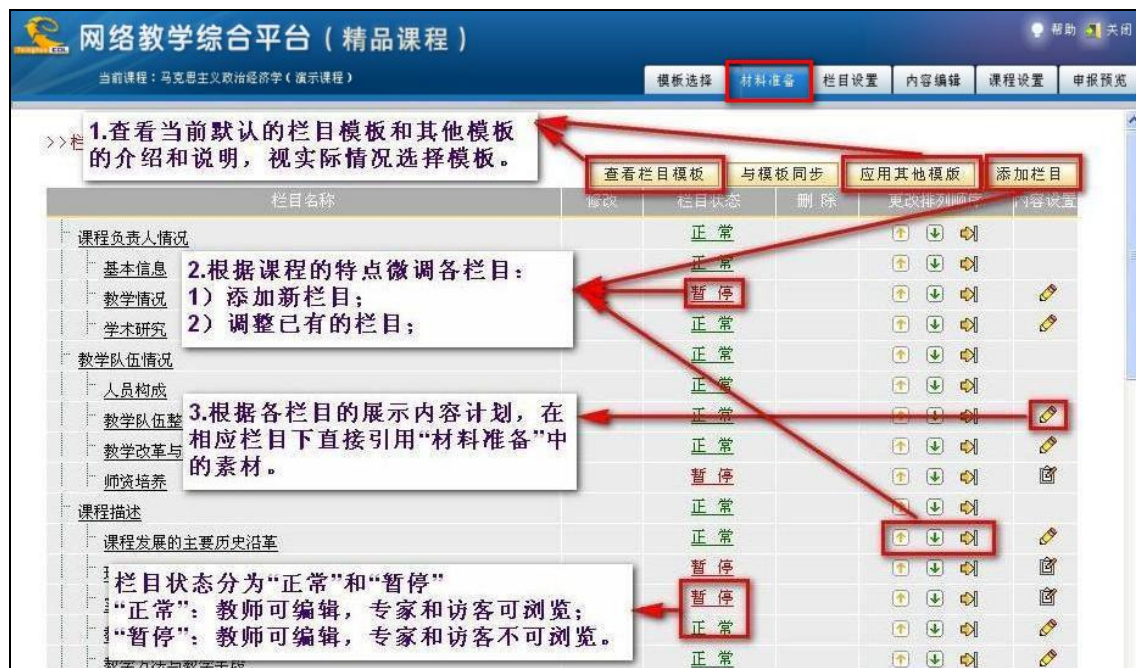 网络教学综合平台（精品课程）
帮助 关闭
当前课程：马克思主义政治经济学（演示课程）
模板选择 材料准备 栏目设置 内容编辑 课程设置 申报预览
>>栏
1.查看当前默认的栏目模板和其他模板
的介绍和说明，视实际情况选择模板。
查看栏目模板 与模板同步 应用其他模版 添加栏目
栏目名称 修改 栏目状态 删 除 更改排列顺序 内容设置
课程负责人情况 正 常
基本信息 正 常
2.根据课程的特点微调各栏目：
教学情况 暂 停
1）添加新栏目；
学术研究 正 常
2）调整已有的栏目；
教学队伍情况 正 常
人员构成 正 常
教学队伍整 正 常
3.根据各栏目的展示内容计划，在
相应栏目下直接引用“材料准备”中
的素材。
教学改革与 正 常
师资培养 暂 停
课程描述 正 常
课程发展的主要历史沿革 正 常
暂 停
栏目状态分为“正常”和“暂停”
暂 停
“正常”：教师可编辑，专家和访客可浏览；
正 常
“暂停”：教师可编辑，专家和访客不可浏览。
教学方法与教学手段 正 常